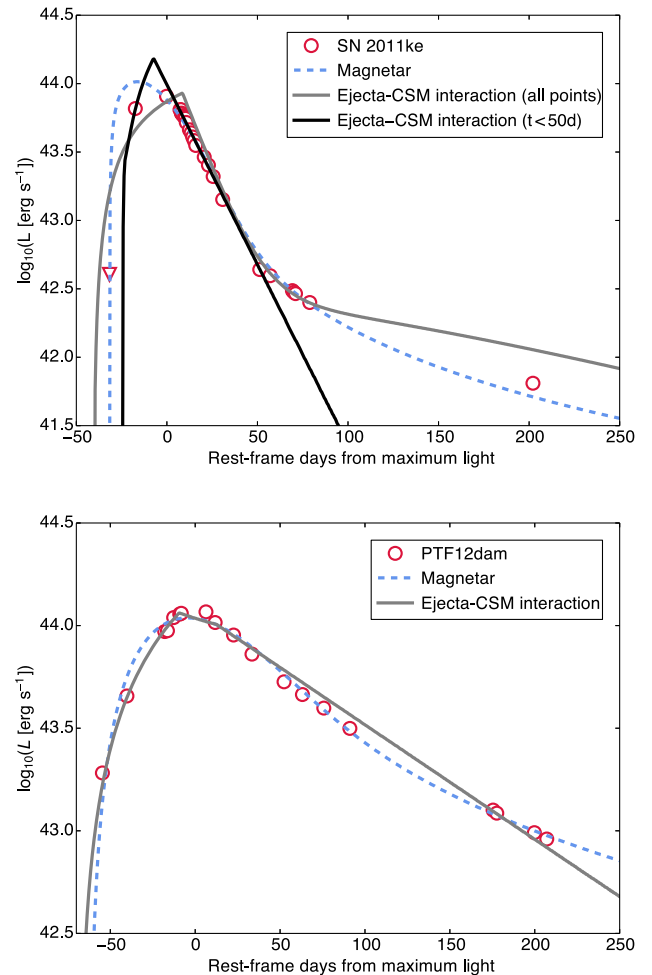 44.5
44.0
43.5
43.0
42.5
42.0
41.5
log₁₀(L [erg s⁻¹])
SN 2011ke
Magnetar
Ejecta-CSM interaction (all points)
Ejecta–CSM interaction (t<50d)
−50 0 50 100 150 200 250
Rest-frame days from maximum light
44.5
44.0
43.5
43.0
42.5
log₁₀(L [erg s⁻¹])
PTF12dam
Magnetar
Ejecta-CSM interaction
−50 0 50 100 150 200 250
Rest-frame days from maximum light